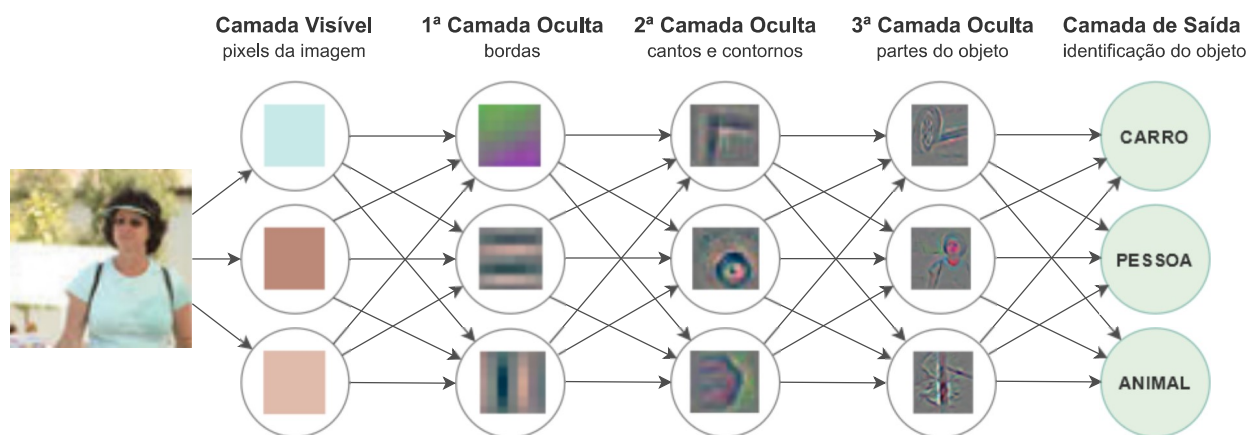 Camada Visível
pixels da imagem
1ª Camada Oculta
bordas
2ª Camada Oculta
cantos e contornos
3ª Camada Oculta
partes do objeto
Camada de Saída
identificação do objeto
CARRO
PESSOA
ANIMAL